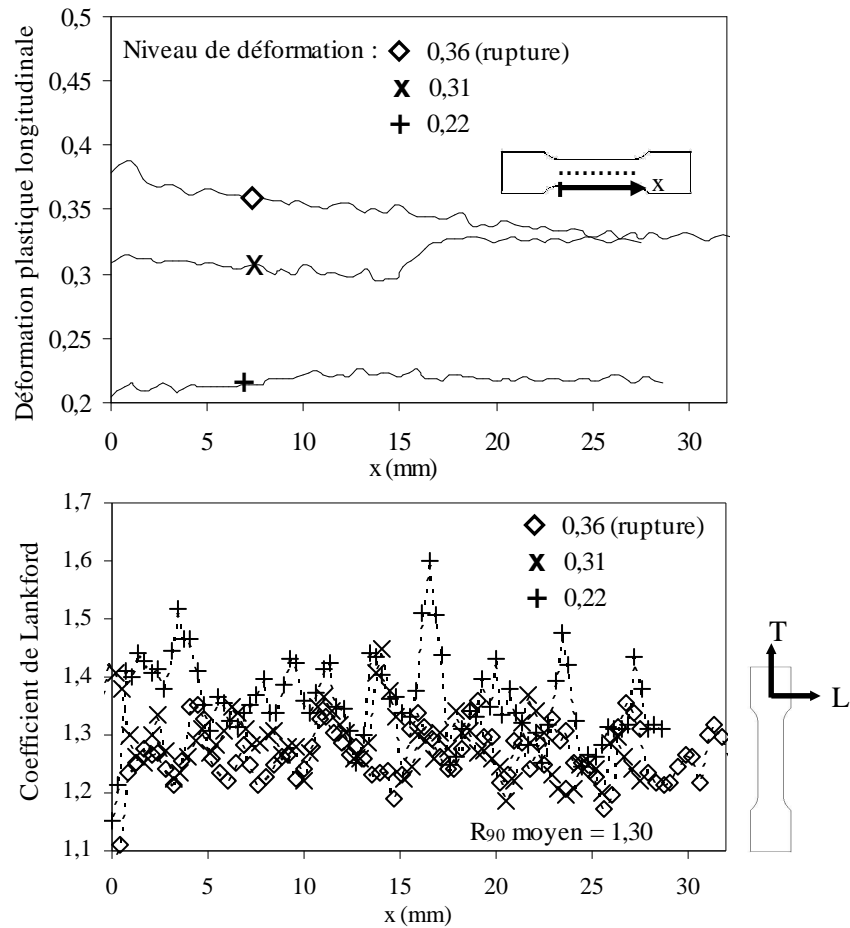 Déformation plastique longitudinale
0,5
0,45
0,4
0,35
0,3
0,25
0,2
Niveau de déformation :
0,36 (rupture)
0,31
0,22
x
0
5
10
15
20
25
30
x (mm)
Coefficient de Lankford
1,7
1,6
1,5
1,4
1,3
1,2
1,1
0,36 (rupture)
0,31
0,22
R90 moyen = 1,30
0
5
10
15
20
25
30
x (mm)
T
L